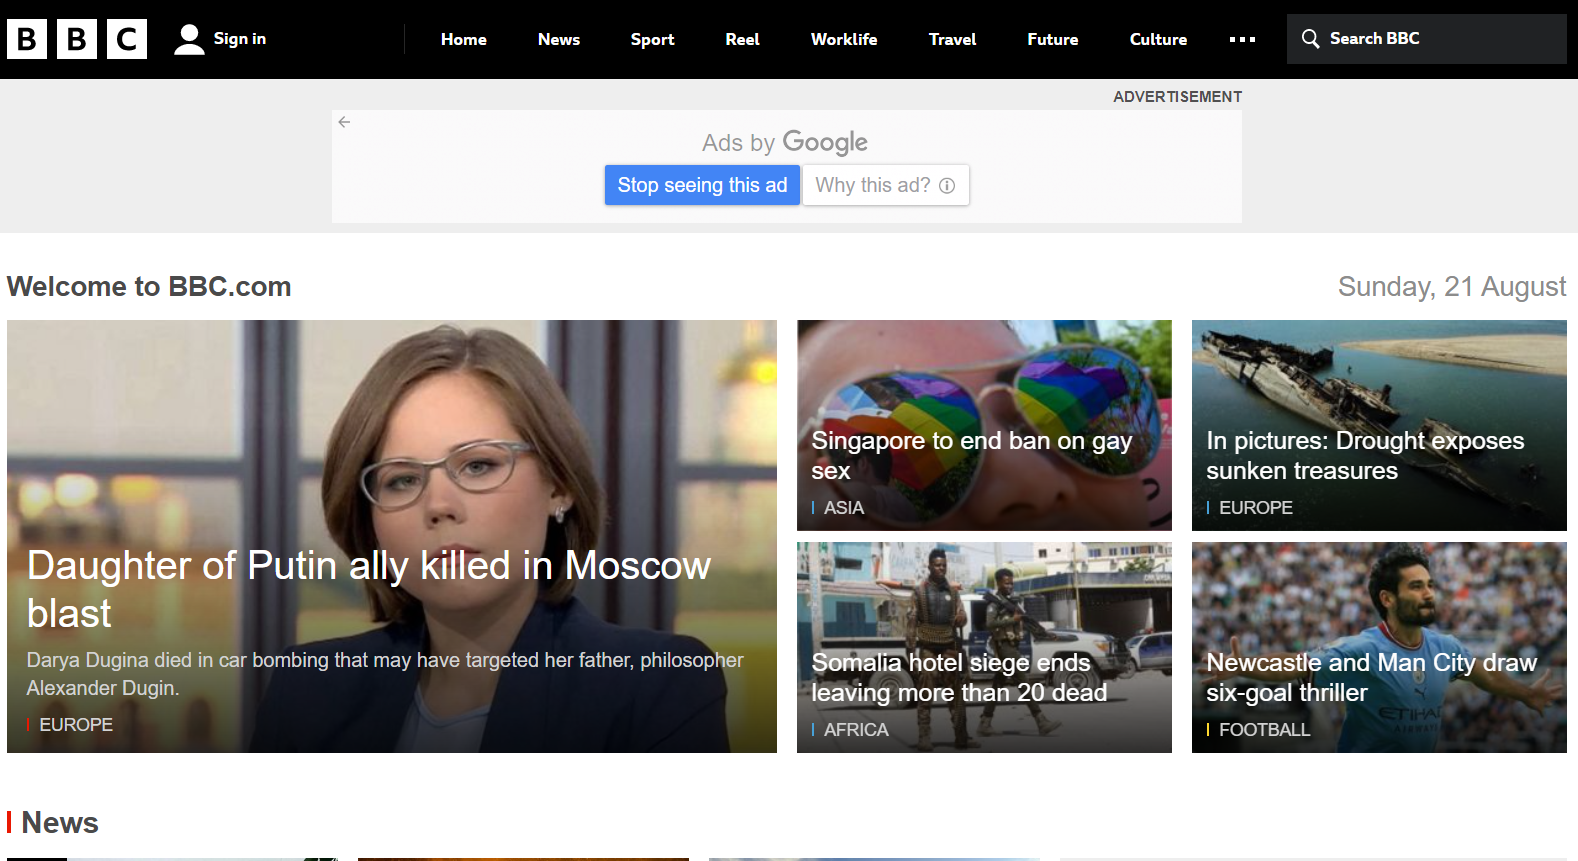 BBC
Sign in
Home
News
Sport
Reel
Worklife
Travel
Future
Culture
Search BBC
ADVERTISEMENT
Ads by Google
Stop seeing this ad
Why this ad?
Welcome to BBC.com
Sunday, 21 August
Daughter of Putin ally killed in Moscow
blast
Darya Dugina died in car bombing that may have targeted her father, philosopher
Alexander Dugin.
EUROPE
Singapore to end ban on gay
sex
ASIA
In pictures: Drought exposes
sunken treasures
EUROPE
Somalia hotel siege ends
leaving more than 20 dead
AFRICA
Newcastle and Man City draw
six-goal thriller
FOOTBALL
ETIHAD
AIRWAYS
News